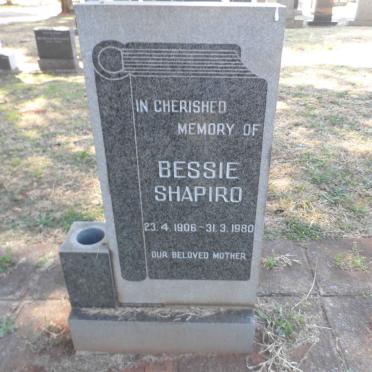 IN CHERISHED
MEMORY OF
BESSIE
SHAPIRO
23.4.1906-31.3.1980
OUR BELOVED MOTHER